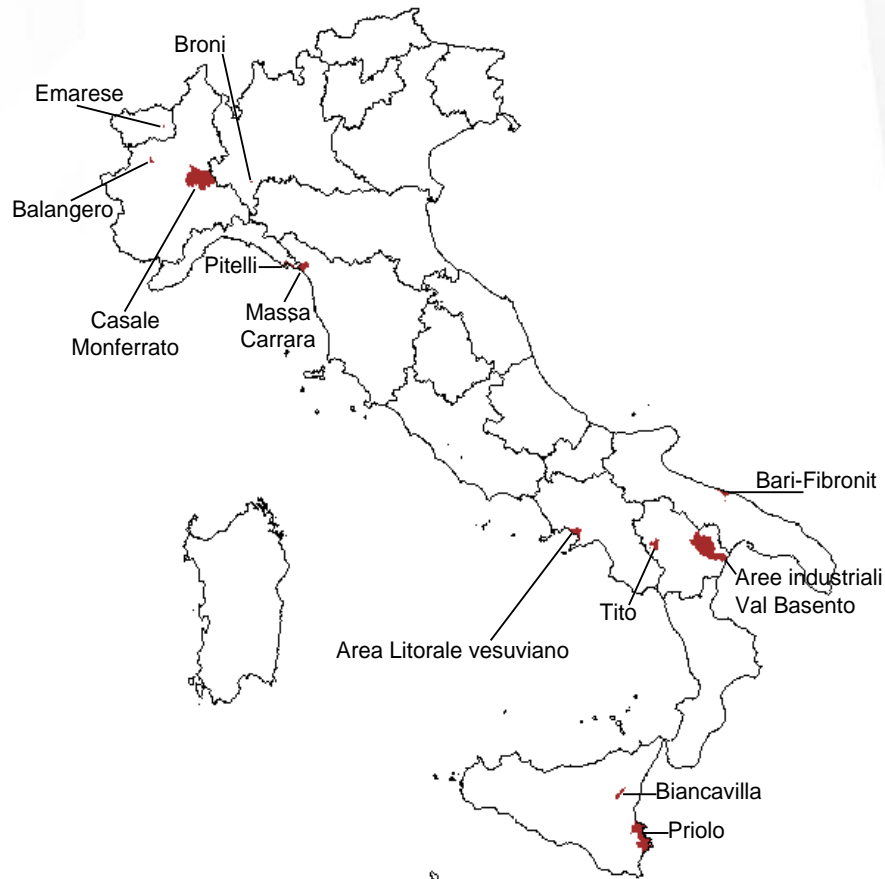 Broni
Emarese
Balangero
Pitelli
Casale
Monferrato
Massa
Carrara
Bari-Fibronit
Aree industriali
Val Basento
Tito
Area Litorale vesuviano
Biancavilla
Priolo